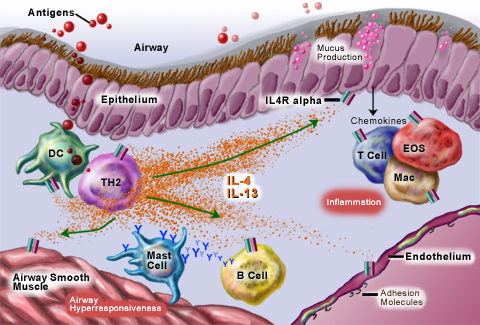 Antigens
Airway
Mucus
Production
Epithelium
IL4R alpha
Chemokines
DC
TH2
T Cell
EOS
Mac
IL-4
IL-13
Inflammation
Mast
Cell
B Cell
Endothelium
Airway Smooth
Muscle
Airway
Hyperresponsiveness
Adhesion
Molecules